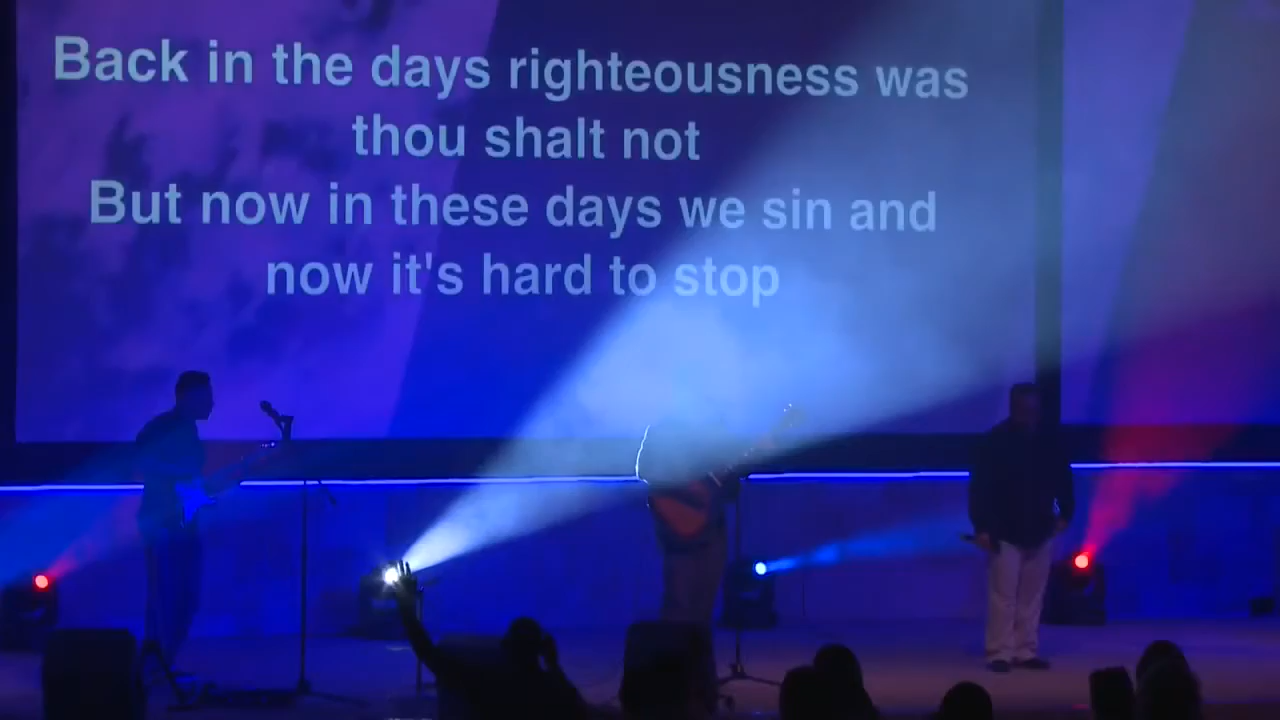 Back in the days righteousness was
thou shalt not
But now in these days we sin and
now it's hard to stop